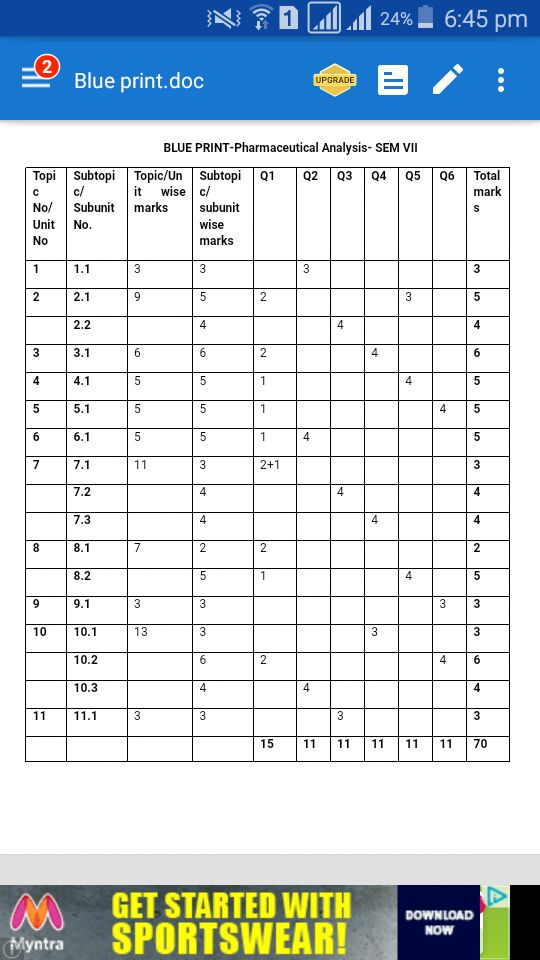 1 24% 6:45 pm
2
Blue print.doc UPGRADE
BLUE PRINT-Pharmaceutical Analysis- SEM VII
Topi c No/ Unit No Subtopi c/ Subunit No. Topic/Un it wise marks Subtopi c/ subunit wise marks Q1 Q2 Q3 Q4 Q5 Q6 Total mark s
1 1.1 3 3 3 3
2 2.1 9 5 2 3 5
2.2 4 4 4
3 3.1 6 6 2 4 6
4 4.1 5 5 1 4 5
5 5.1 5 5 1 4 5
6 6.1 5 5 1 4 5
7 7.1 11 3 2+1 3
7.2 4 4 4
7.3 4 4 4
8 8.1 7 2 2 2
8.2 5 1 4 5
9 9.1 3 3 3 3
10 10.1 13 3 3 3
10.2 6 2 4 6
10.3 4 4 4
11 11.1 3 3 3 3
15 11 11 11 11 11 70
Myntra
GET STARTED WITH
SPORTSWEAR!
DOWNLOAD
NOW